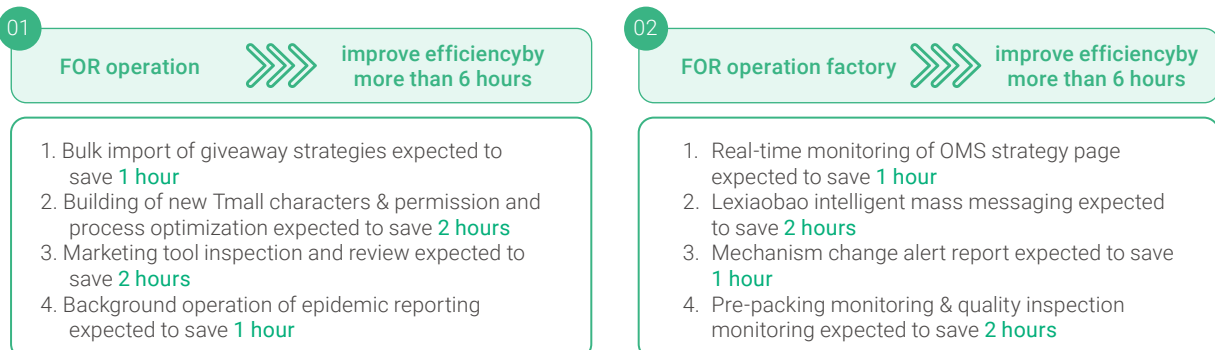 01
FOR operation
improve efficiencyby
more than 6 hours
1. Bulk import of giveaway strategies expected to
save 1 hour
2. Building of new Tmall characters & permission and
process optimization expected to save 2 hours
3. Marketing tool inspection and review expected to
save 2 hours
4. Background operation of epidemic reporting
expected to save 1 hour
02
FOR operation factory
improve efficiencyby
more than 6 hours
1. Real-time monitoring of OMS strategy page
expected to save 1 hour
2. Lexiaobao intelligent mass messaging expected
to save 2 hours
3. Mechanism change alert report expected to save
1 hour
4. Pre-packing monitoring & quality inspection
monitoring expected to save 2 hours